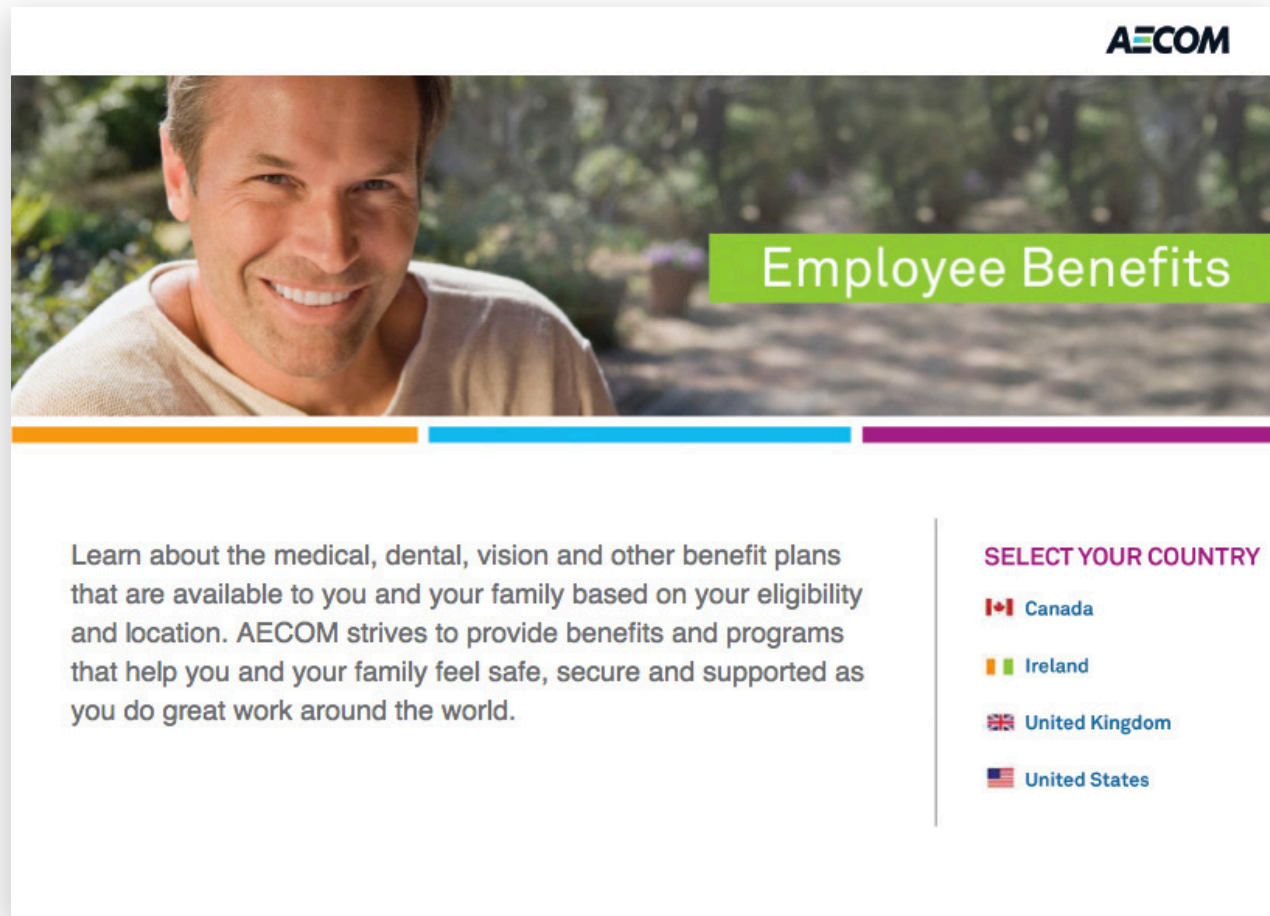 AECOM
Employee Benefits
Learn about the medical, dental, vision and other benefit plans
that are available to you and your family based on your eligibility
and location. AECOM strives to provide benefits and programs
that help you and your family feel safe, secure and supported as
you do great work around the world.
SELECT YOUR COUNTRY
Canada
Ireland
United Kingdom
United States